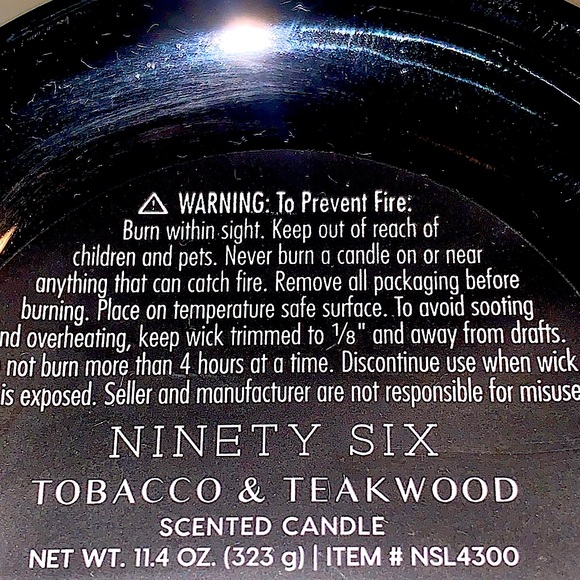 ⚠ WARNING: To Prevent Fire:
Burn within sight. Keep out of reach of
children and pets. Never burn a candle on or near
anything that can catch fire. Remove all packaging before
burning. Place on temperature safe surface. To avoid sooting
nd overheating, keep wick trimmed to ⅛" and away from drafts.
not burn more than 4 hours at a time. Discontinue use when wick
is exposed. Seller and manufacturer are not responsible for misuse
NINETY SIX
TOBACCO & TEAKWOOD
SCENTED CANDLE
NET WT. 11.4 OZ. (323 g) | ITEM # NSL4300